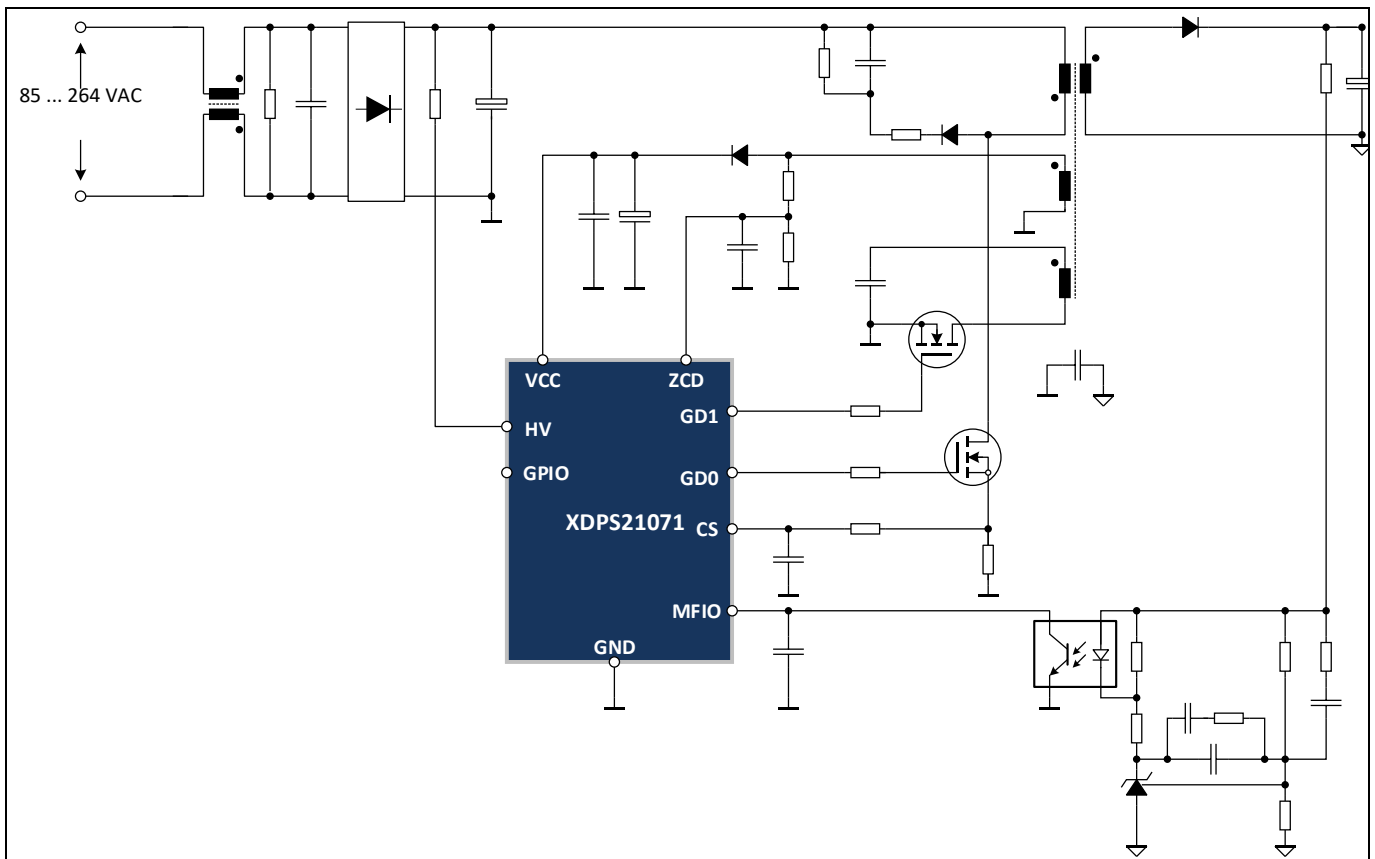 85 ... 264 VAC
VCC
ZCD
GD1
HV
GPIO
GD0
XDPS21071
CS
MFIO
GND